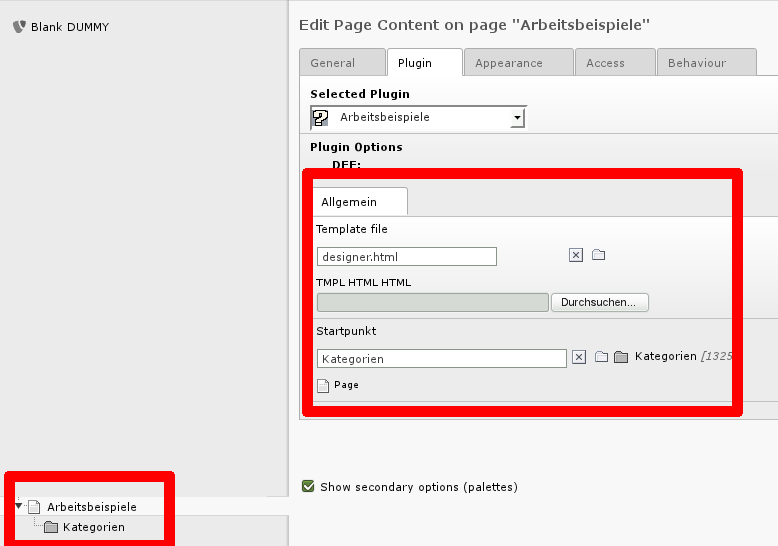 Blank DUMMY
Edit Page Content on page "Arbeitsbeispiele"
General Plugin Appearance Access Behaviour
Selected Plugin
Arbeitsbeispiele
Plugin Options
DEF:
Allgemein
Template file
designer.html
TMPL HTML HTML
Durchsuchen...
Startpunkt
Kategorien Kategorien [1325
Page
Show secondary options (palettes)
Arbeitsbeispiele
Kategorien